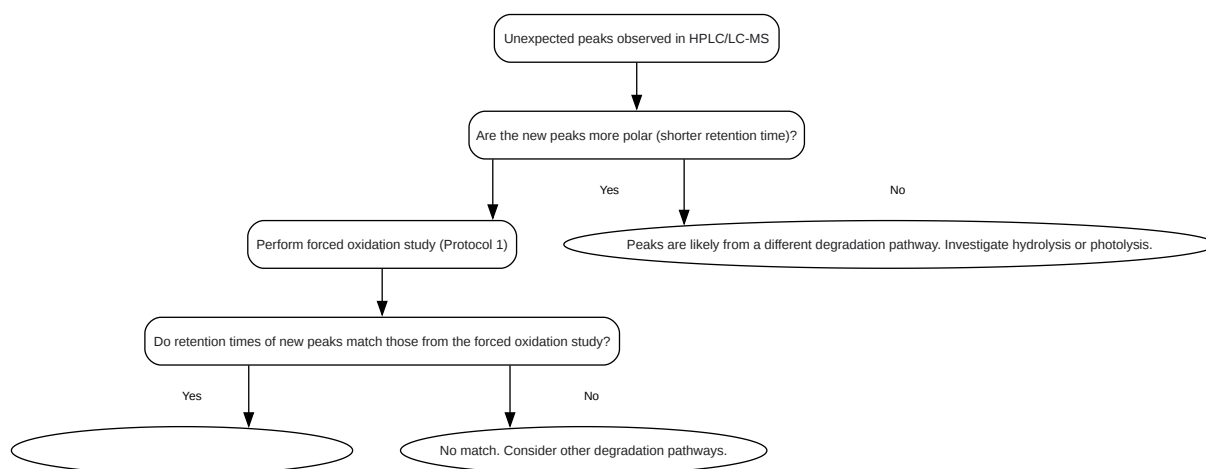 Unexpected peaks observed in HPLC/LC-MS
Are the new peaks more polar (shorter retention time)?
Yes
No
Perform forced oxidation study (Protocol 1)
Peaks are likely from a different degradation pathway. Investigate hydrolysis or photolysis.
Do retention times of new peaks match those from the forced oxidation study?
Yes
No
No match. Consider other degradation pathways.